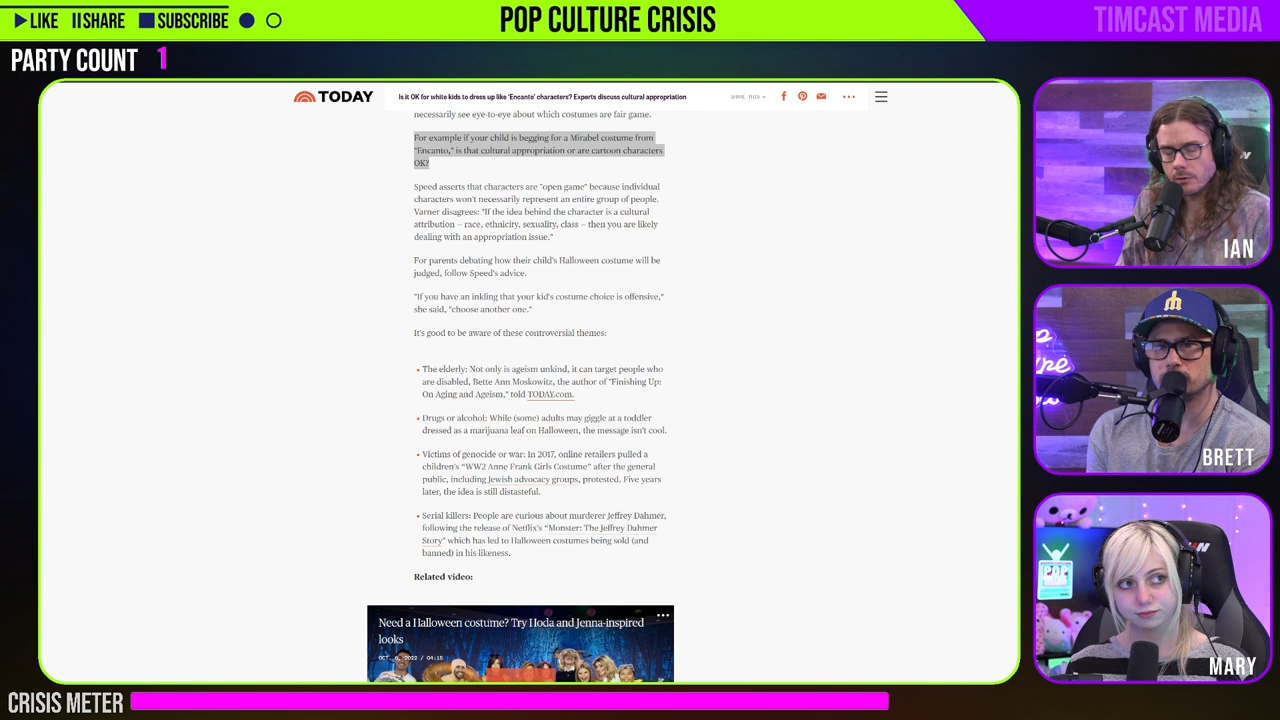 LIKE SHARE SUBSCRIBE
POP CULTURE CRISIS
TIMCAST MEDIA
PARTY COUNT 1
TODAY
Is it OK for white kids to dress up like 'Encanto' characters? Experts discuss cultural appropriation
SHARE THIS –
necessarily see eye-to-eye about which costumes are fair game.
For example if your child is begging for a Mirabel costume from
"Encanto," is that cultural appropriation or are cartoon characters
OK?
Speed asserts that characters are "open game" because individual
characters won't necessarily represent an entire group of people.
Varner disagrees: "If the idea behind the character is a cultural
attribution — race, ethnicity, sexuality, class — then you are likely
dealing with an appropriation issue."
For parents debating how their child's Halloween costume will be
judged, follow Speed's advice.
"If you have an inkling that your kid's costume choice is offensive,"
she said, "choose another one."
It's good to be aware of these controversial themes:
The elderly: Not only is ageism unkind, it can target people who
are disabled, Bette Ann Moskowitz, the author of "Finishing Up:
On Aging and Ageism," told TODAY.com.
Drugs or alcohol: While (some) adults may giggle at a toddler
dressed as a marijuana leaf on Halloween, the message isn't cool.
Victims of genocide or war: In 2017, online retailers pulled a
children's "WW2 Anne Frank Girls Costume" after the general
public, including Jewish advocacy groups, protested. Five years
later, the idea is still distasteful.
Serial killers: People are curious about murderer Jeffrey Dahmer,
following the release of Netflix's "Monster: The Jeffrey Dahmer
Story" which has led to Halloween costumes being sold (and
banned) in his likeness.
Related video:
Need a Halloween costume? Try Hoda and Jenna-inspired
looks
OCT. 6, 2022 / 04:15
IAN
BRETT
POP
MARY
CRISIS METER